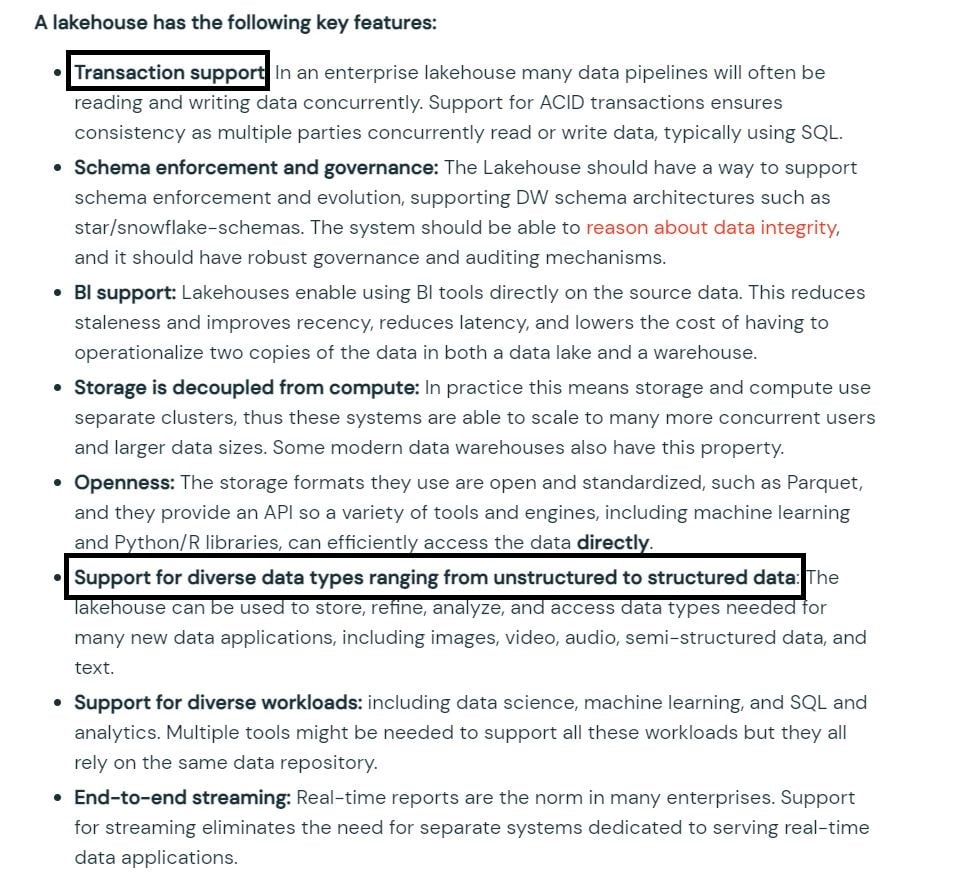 A lakehouse has the following key features:
• Transaction support: In an enterprise lakehouse many data pipelines will often be
reading and writing data concurrently. Support for ACID transactions ensures
consistency as multiple parties concurrently read or write data, typically using SQL.
• Schema enforcement and governance: The Lakehouse should have a way to support
schema enforcement and evolution, supporting DW schema architectures such as
star/snowflake-schemas. The system should be able to reason about data integrity,
and it should have robust governance and auditing mechanisms.
• BI support: Lakehouses enable using BI tools directly on the source data. This reduces
staleness and improves recency, reduces latency, and lowers the cost of having to
operationalize two copies of the data in both a data lake and a warehouse.
• Storage is decoupled from compute: In practice this means storage and compute use
separate clusters, thus these systems are able to scale to many more concurrent users
and larger data sizes. Some modern data warehouses also have this property.
• Openness: The storage formats they use are open and standardized, such as Parquet,
and they provide an API so a variety of tools and engines, including machine learning
and Python/R libraries, can efficiently access the data directly.
• Support for diverse data types ranging from unstructured to structured data: The
lakehouse can be used to store, refine, analyze, and access data types needed for
many new data applications, including images, video, audio, semi-structured data, and
text.
• Support for diverse workloads: including data science, machine learning, and SQL and
analytics. Multiple tools might be needed to support all these workloads but they all
rely on the same data repository.
• End-to-end streaming: Real-time reports are the norm in many enterprises. Support
for streaming eliminates the need for separate systems dedicated to serving real-time
data applications.